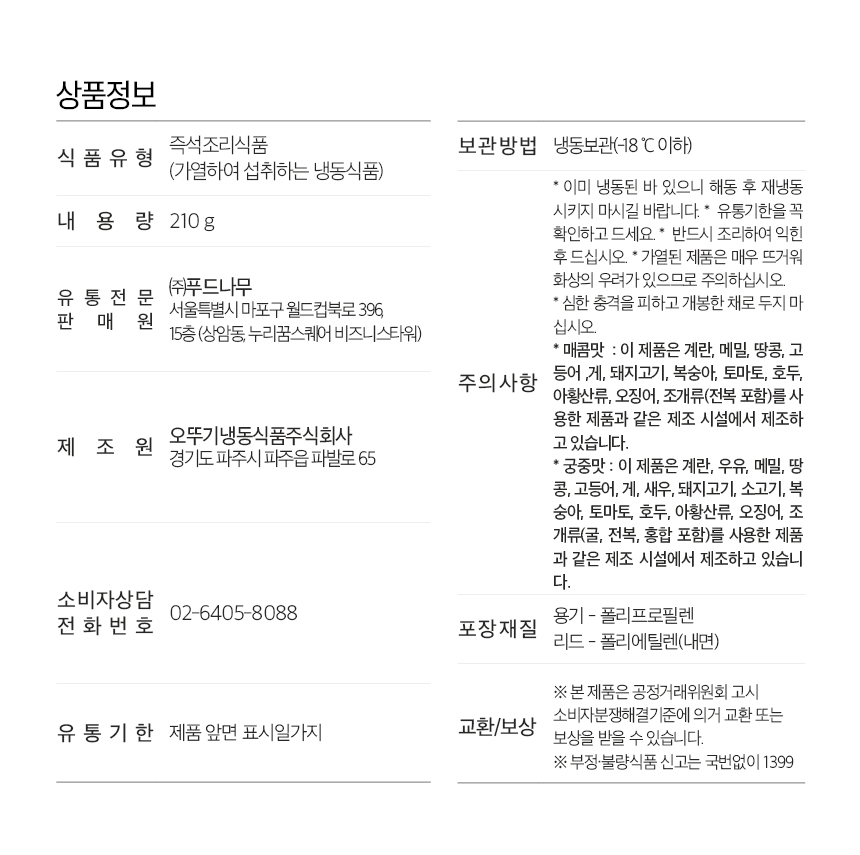 상품정보
식품유형
즉석조리식품
(가열하여 섭취하는 냉동식품)
내용량
210 g
유통전문
판매원
㈜푸드나무
서울특별시 마포구 월드컵북로 396,
15층 (상암동, 누리꿈스퀘어 비즈니스타워)
제조원
오뚜기냉동식품주식회사
경기도 파주시 파주읍 파발로 65
소비자상담
전화번호
02-6405-8088
유통기한
제품 앞면 표시일가지
보관방법
냉동보관(-18 ℃ 이하)
주의사항
* 이미 냉동된 바 있으니 해동 후 재냉동
시키지 마시길 바랍니다. * 유통기한을 꼭
확인하고 드세요. * 반드시 조리하여 익힌
후 드십시오. * 가열된 제품은 매우 뜨거워
화상의 우려가 있으므로 주의하십시오.
* 심한 충격을 피하고 개봉한 채로 두지 마
십시오.
* 매콤맛 : 이 제품은 계란, 메밀, 땅콩, 고
등어 ,게, 돼지고기, 복숭아, 토마토, 호두,
아황산류, 오징어, 조개류(전복 포함)를 사
용한 제품과 같은 제조 시설에서 제조하
고 있습니다.
* 궁중맛 : 이 제품은 계란, 우유, 메밀, 땅
콩, 고등어, 게, 새우, 돼지고기, 소고기, 복
숭아, 토마토, 호두, 아황산류, 오징어, 조
개류(굴, 전복, 홍합 포함)를 사용한 제품
과 같은 제조 시설에서 제조하고 있습니
다.
포장재질
용기 - 폴리프로필렌
리드 - 폴리에틸렌(내면)
교환/보상
※ 본 제품은 공정거래위원회 고시
소비자분쟁해결기준에 의거 교환 또는
보상을 받을 수 있습니다.
※ 부정·불량식품 신고는 국번없이 1399